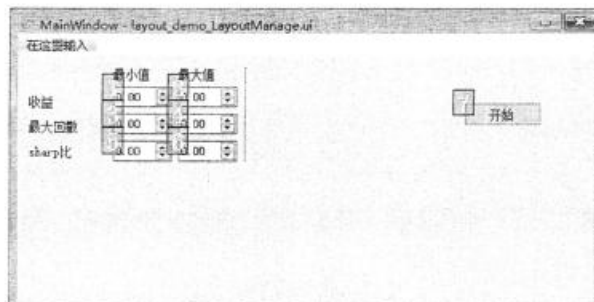 MainWindow - layout_demo_LayoutManage.ui
在这里输入
最小值 最大值
收益 0.00 0.00
最大回撤 0.00 0.00
sharp比 0.00 0.00
开始